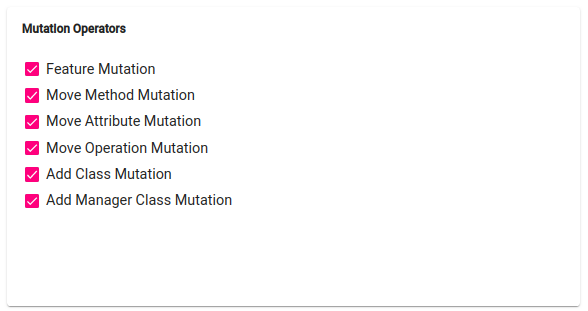 Mutation Operators
Feature Mutation
Move Method Mutation
Move Attribute Mutation
Move Operation Mutation
Add Class Mutation
Add Manager Class Mutation